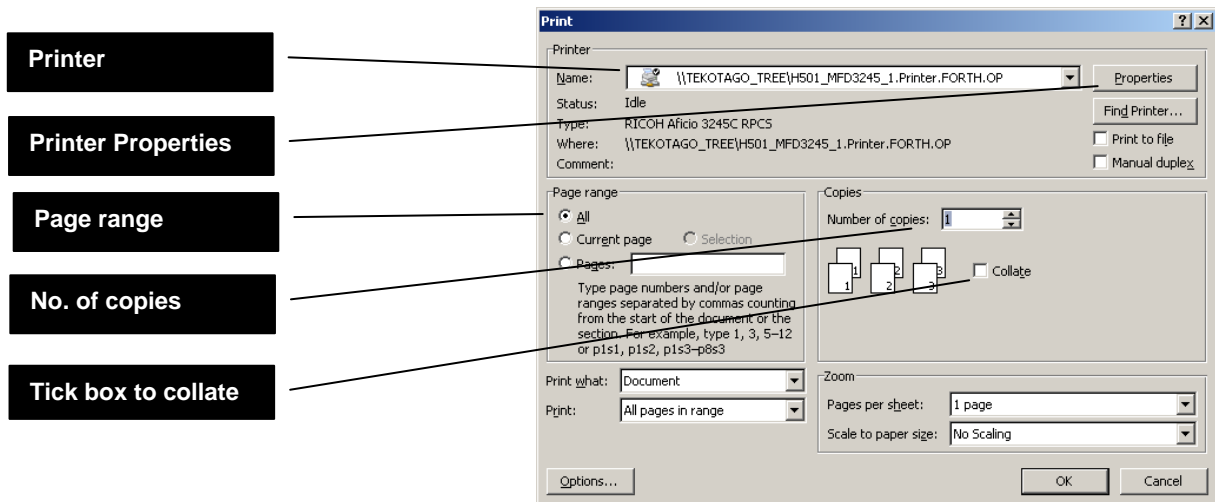 Printer
Printer Properties
Page range
No. of copies
Tick box to collate
Print
Printer
Name: \\TEKOTAGO_TREE\H501_MFD3245_1.Printer.FORTH.OP
Properties
Status: Idle
Find Printer...
Type: RICOH Aficio 3245C RPCS
Where: \\TEKOTAGO_TREE\H501_MFD3245_1.Printer.FORTH.OP
Print to file
Comment:
Manual duplex
Page range
All
Current page Selection
Pages:
Type page numbers and/or page
ranges separated by commas counting
from the start of the document or the
section. For example, type 1, 3, 5–12
or p1s1, p1s2, p1s3–p8s3
Copies
Number of copies: 1
1 2 3
1 2 3
Collate
Print what: Document
Print: All pages in range
Zoom
Pages per sheet: 1 page
Scale to paper size: No Scaling
Options...
OK Cancel